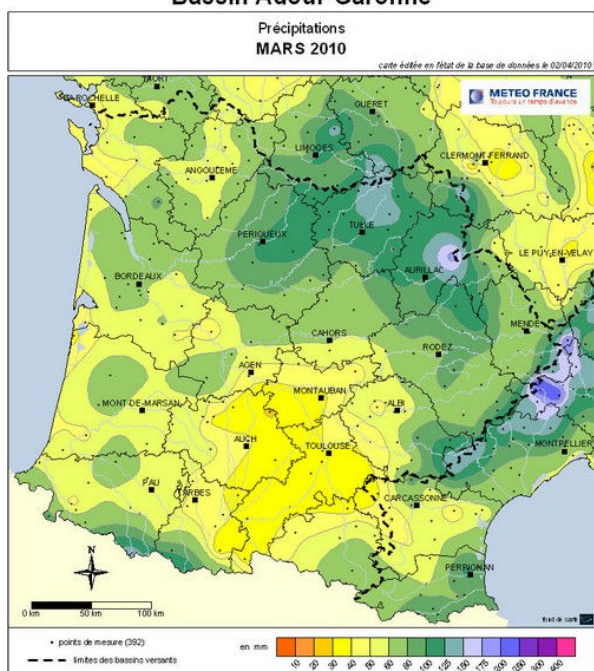 Bassin Adour-Garonne
Précipitations
MARS 2010
carte éditée en l'état de la base de données le 02/04/2010
METEO FRANCE
Toujours un temps d'avance
NIORT
LA ROCHELLE
GUERET
LIMOGES
CLERMONT-FERRAND
ANGOULEME
PERIGUEUX
TULLE
LE PUY-EN-VELAY
AURILLAC
BORDEAUX
MENDE
CAHORS
RODEZ
AGEN
MONTAUBAN
ALBI
MONT-DE-MARSAN
AUCH
TOULOUSE
MONTPELLIER
PAU
TARBES
CARCASSONNE
PERPIGNAN
N
0 km 50 km 100 km
fond de carte
points de mesure (392)
limites des bassins versants
en mm
10 20 30 40 50 60 80 100 125 150 175 200 250 300 400